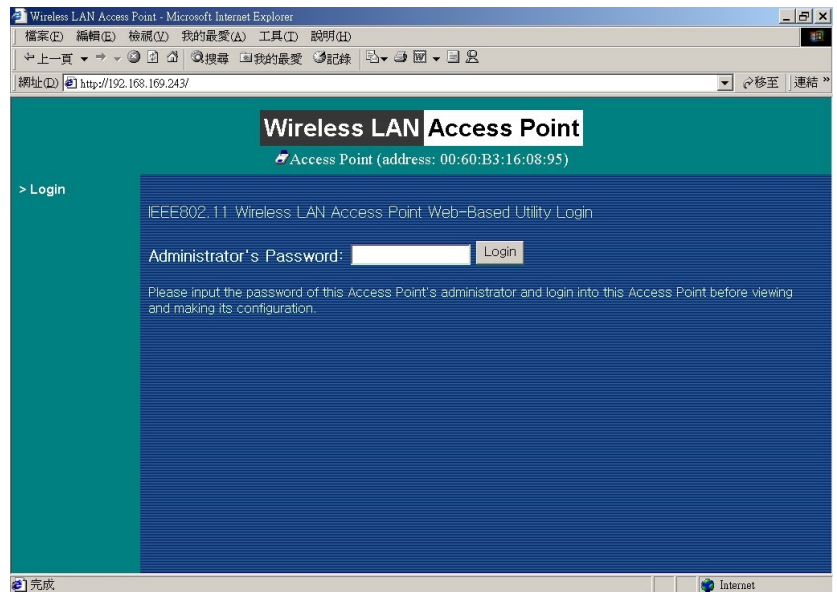 Wireless LAN Access Point - Microsoft Internet Explorer
檔案(F) 編輯(E) 檢視(V) 我的最愛(A) 工具(T) 說明(H)
上一頁 搜尋 我的最愛 記錄
網址(D) http://192.168.169.243/ 移至 連結 »
Wireless LAN Access Point
Access Point (address: 00:60:B3:16:08:95)
> Login
IEEE802.11 Wireless LAN Access Point Web-Based Utility Login
Administrator's Password: Login
Please input the password of this Access Point's administrator and login into this Access Point before viewing
and making its configuration.
完成 Internet